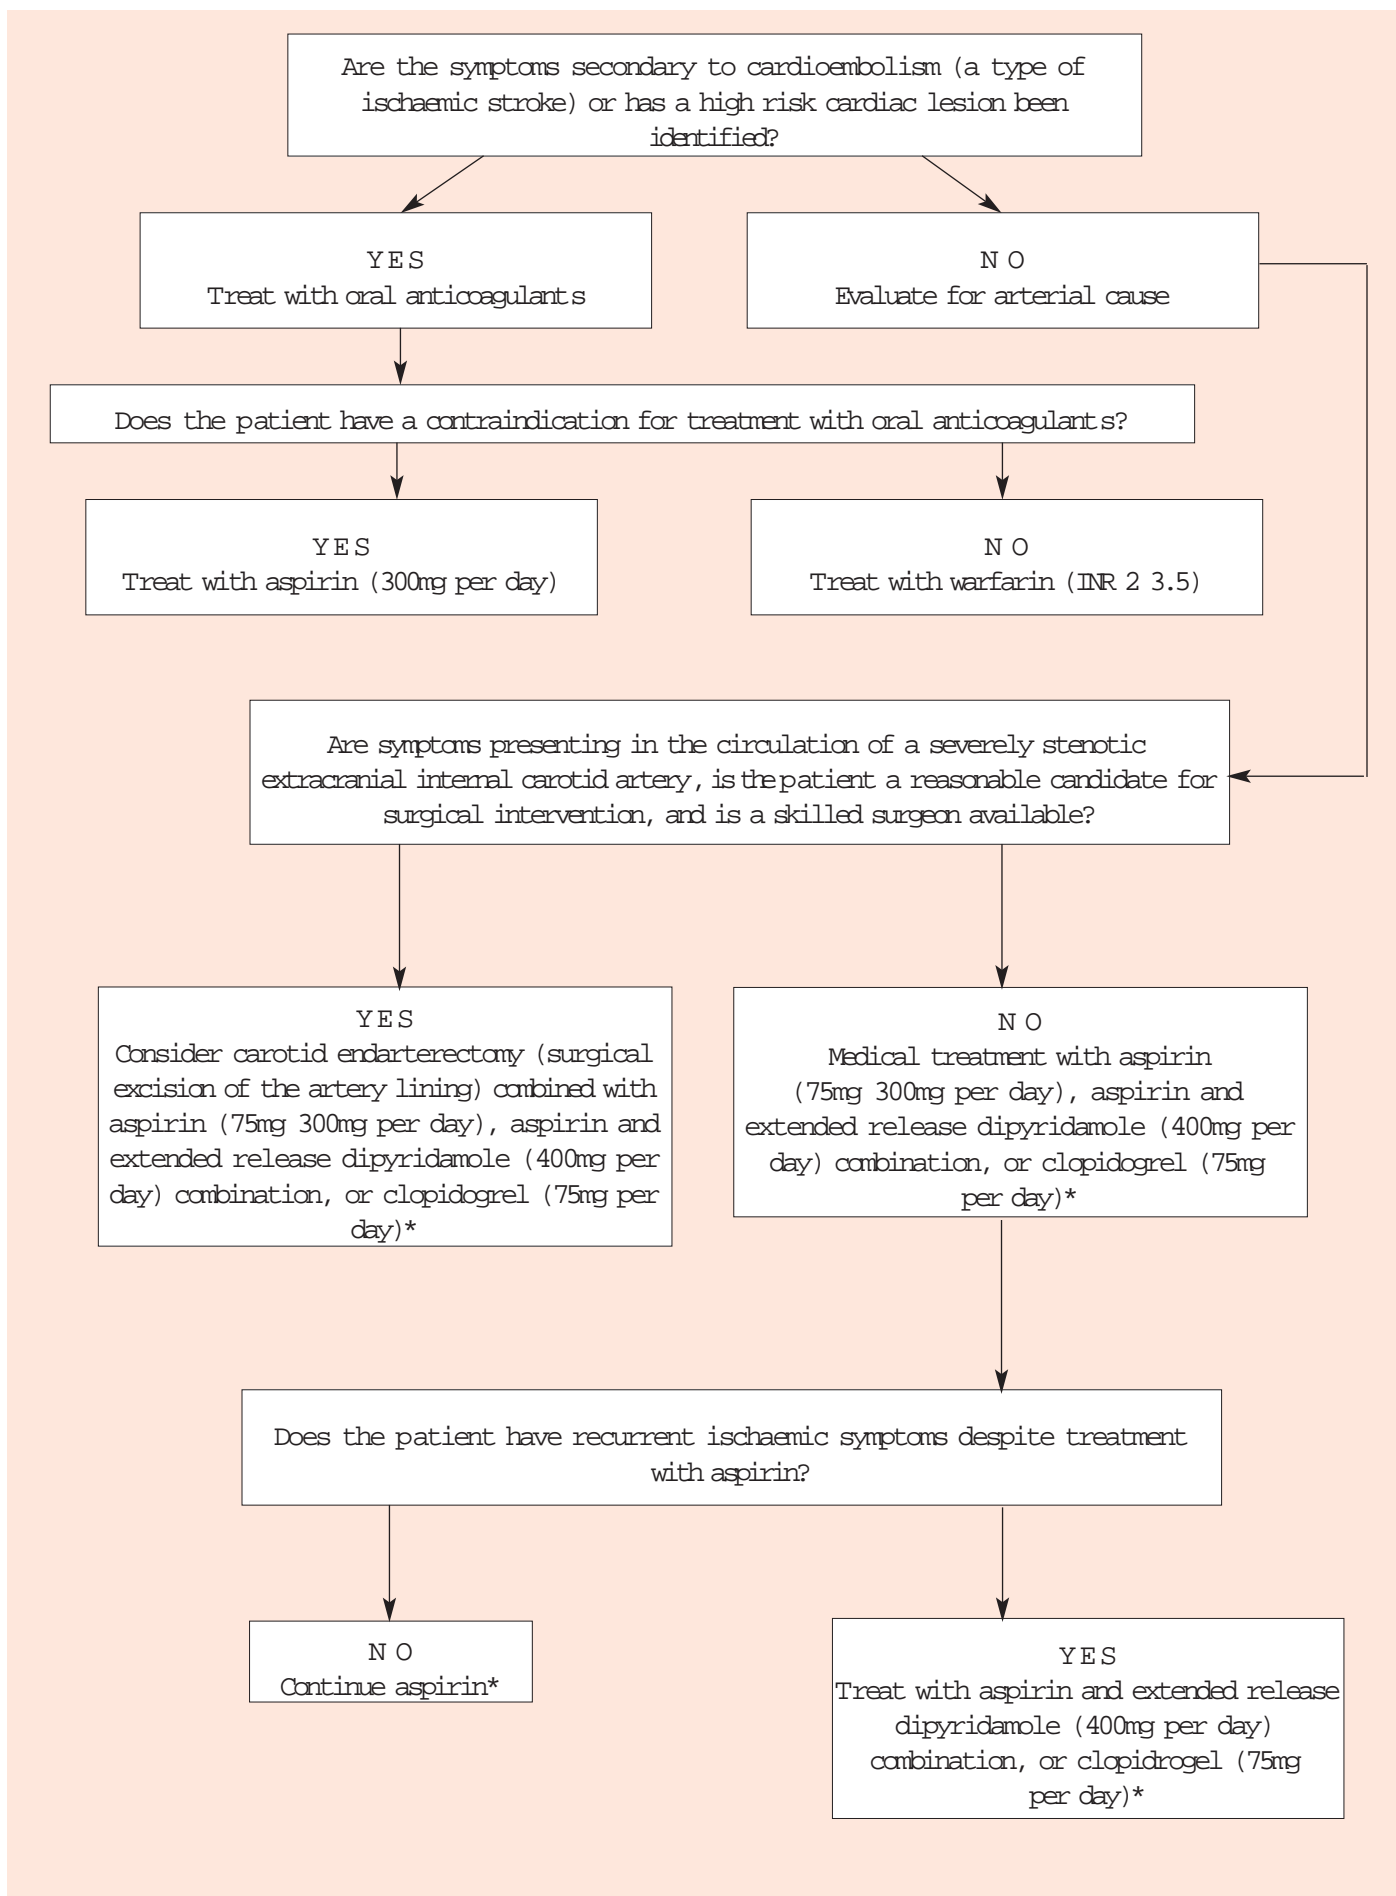 Are the symptoms secondary to cardioembolism (a type of
ischaemic stroke) or has a high risk cardiac lesion been
identified?
YES
Treat with oral anticoagulants
NO
Evaluate for arterial cause
Does the patient have a contraindication for treatment with oral anticoagulants?
YES
Treat with aspirin (300mg per day)
NO
Treat with warfarin (INR 2 3.5)
Are symptoms presenting in the circulation of a severely stenotic
extracranial internal carotid artery, is the patient a reasonable candidate for
surgical intervention, and is a skilled surgeon available?
YES
Consider carotid endarterectomy (surgical
excision of the artery lining) combined with
aspirin (75mg 300mg per day), aspirin and
extended release dipyridamole (400mg per
day) combination, or clopidogrel (75mg per
day)*
NO
Medical treatment with aspirin
(75mg 300mg per day), aspirin and
extended release dipyridamole (400mg per
day) combination, or clopidogrel (75mg
per day)*
Does the patient have recurrent ischaemic symptoms despite treatment
with aspirin?
NO
Continue aspirin*
YES
Treat with aspirin and extended release
dipyridamole (400mg per day)
combination, or clopidrogel (75mg
per day)*